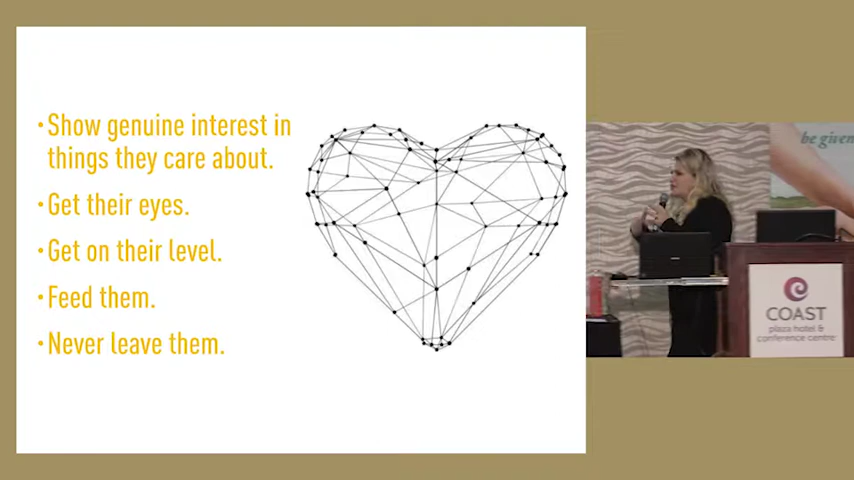 •Show genuine interest in
things they care about.
•Get their eyes.
•Get on their level.
•Feed them.
•Never leave them.
be given
COAST
plaza hotel &
conference centre